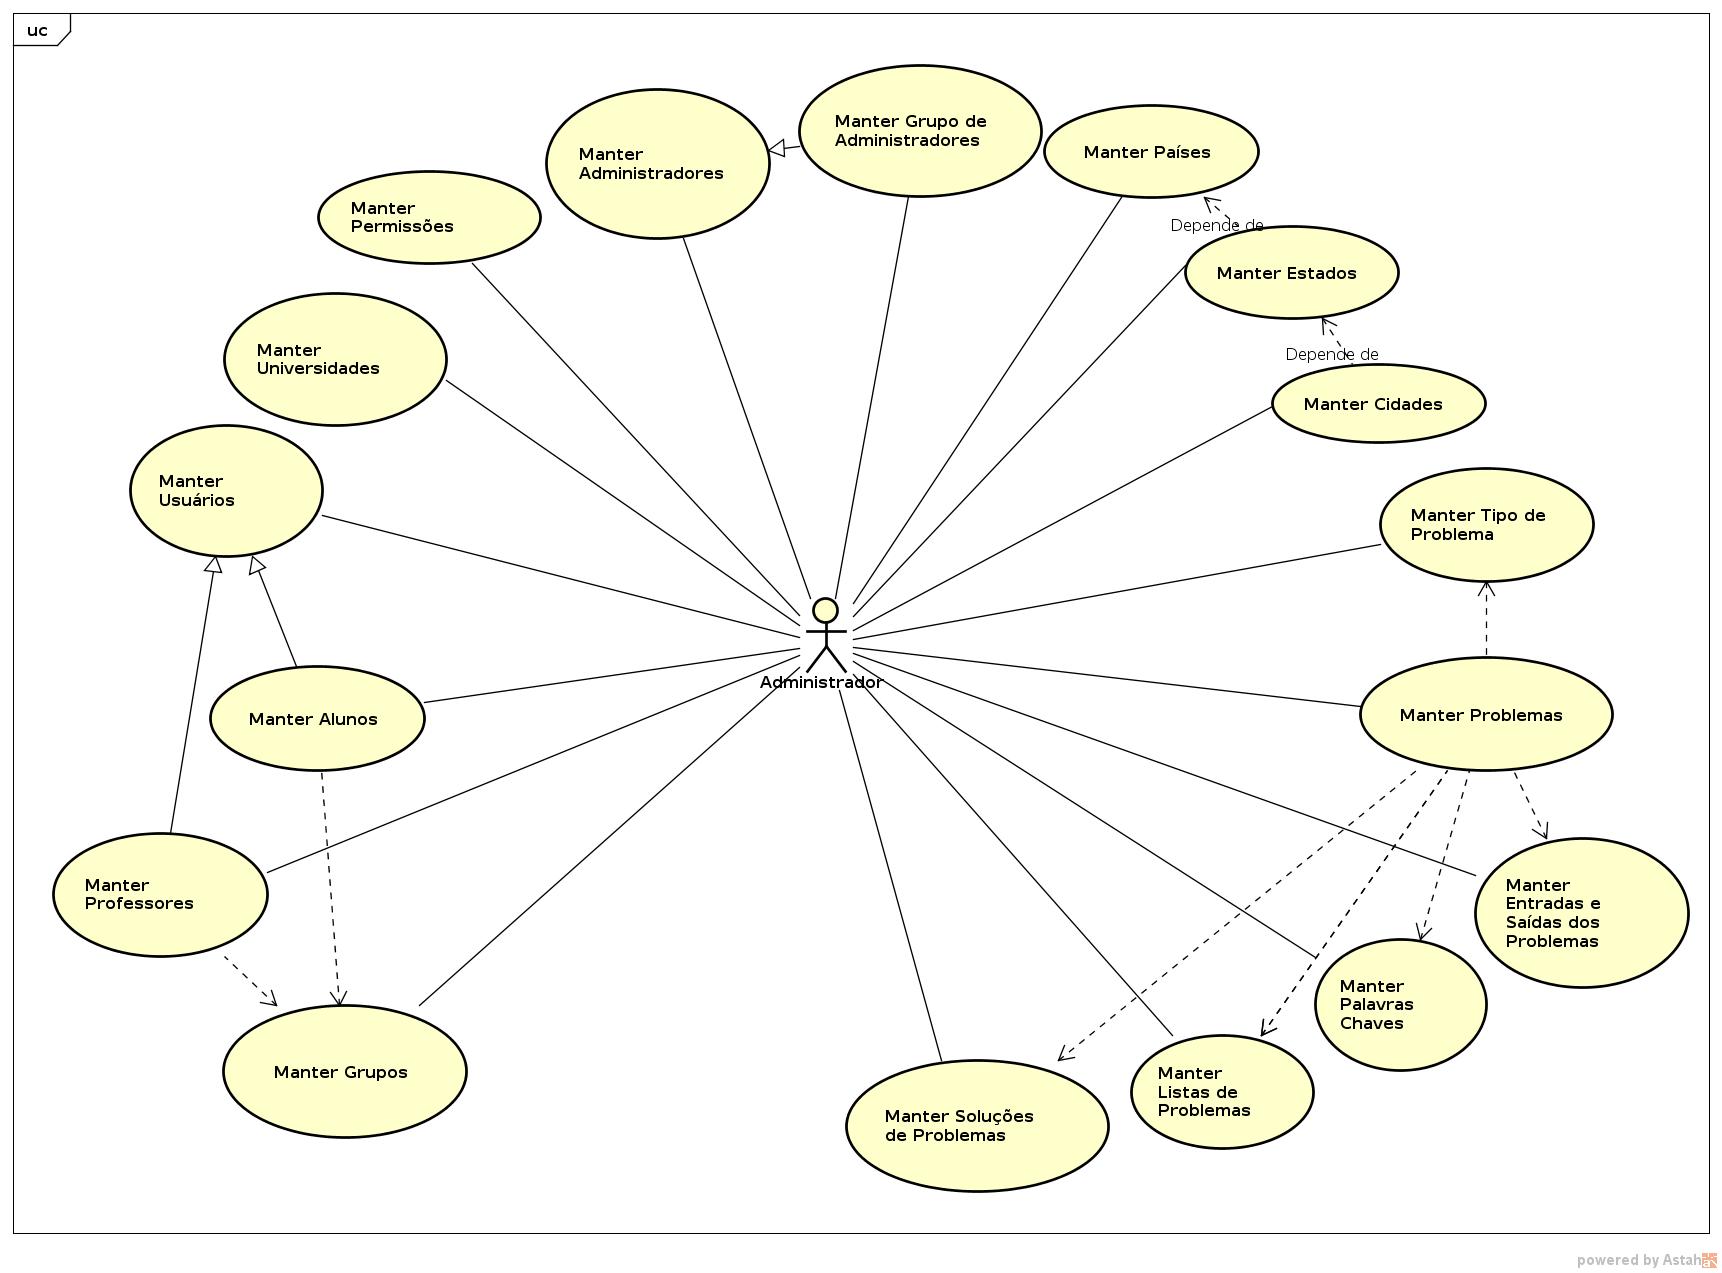 uc
Manter Grupo de
Administradores
Manter
Administradores
Manter Países
Manter
Permissões
Depende de
Manter Estados
Manter
Universidades
Depende de
Manter Cidades
Manter
Usuários
Manter Tipo de
Problema
Administrador
Manter Alunos
Manter Problemas
Manter
Professores
Manter
Entradas e
Saídas dos
Problemas
Manter
Palavras
Chaves
Manter Grupos
Manter
Listas de
Problemas
Manter Soluções
de Problemas
powered by Astah